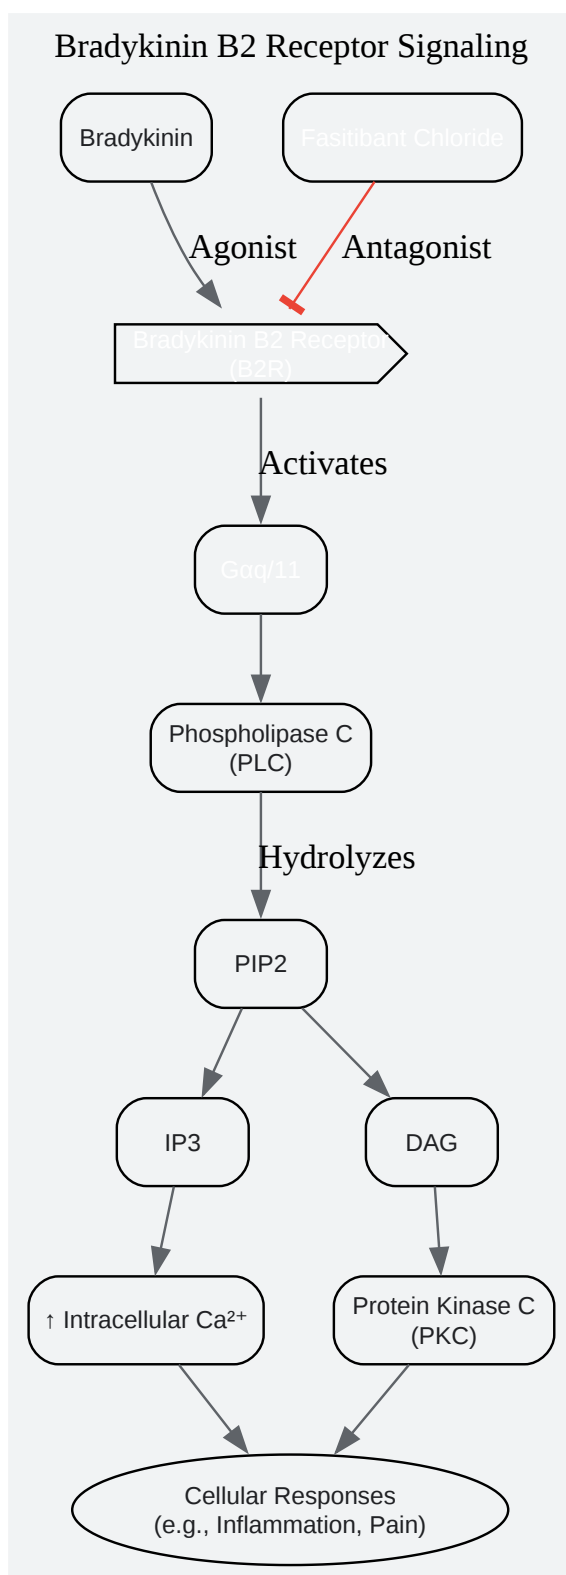 Bradykinin B2 Receptor Signaling
Bradykinin
Fasitibant Chloride
Agonist
Antagonist
Bradykinin B2 Receptor
(B2R)
Activates
Gαq/11
Phospholipase C
(PLC)
Hydrolyzes
PIP2
IP3
DAG
↑ Intracellular Ca²⁺
Protein Kinase C
(PKC)
Cellular Responses
(e.g., Inflammation, Pain)